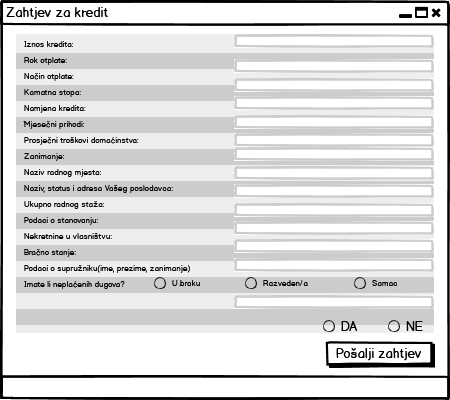 Zahtjev za kredit
Iznos kredita:
Rok otplate:
Način otplate:
Kamatna stopa:
Namjena kredita:
Mjesečni prihodi:
Prosječni troškovi domaćinstva:
Zanimanje:
Naziv radnog mjesta:
Naziv, status i adresa Vašeg poslodavca:
Ukupno radnog staža:
Podaci o stanovanju:
Nekretnine u vlasništvu:
Bračno stanje:
Podaci o supružniku(ime, prezime, zanimanje)
Imate li neplaćenih dugova? U braku Razveden/a Samac
DA NE
Pošalji zahtjev